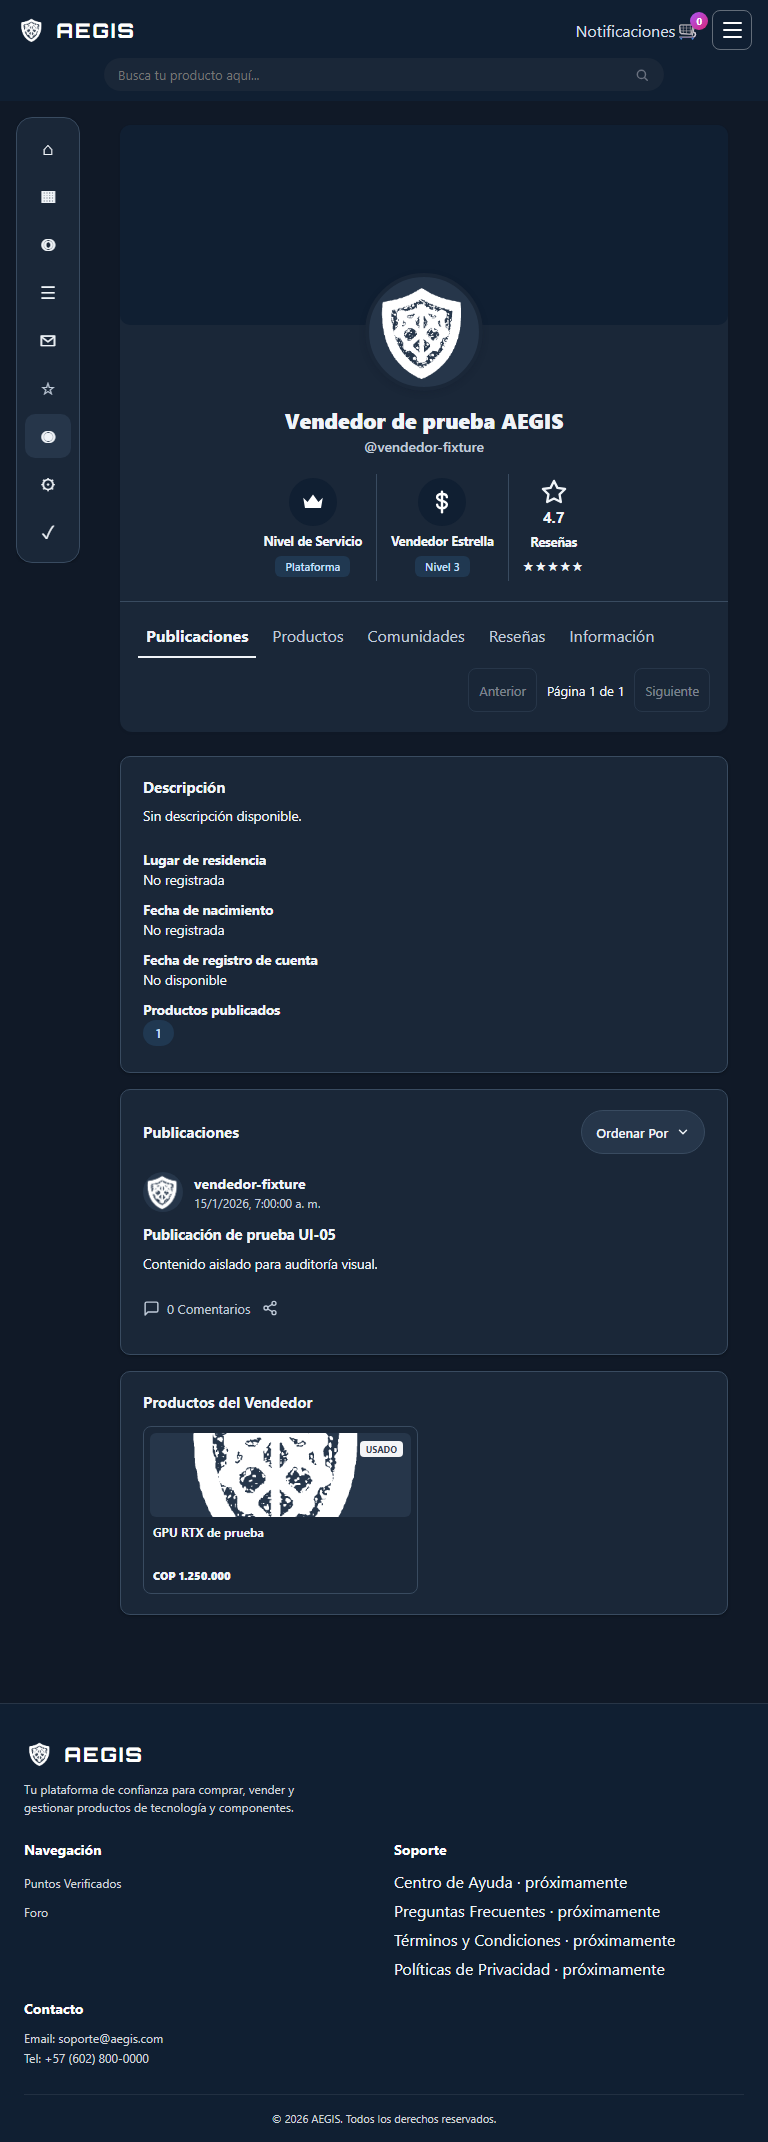 AEGIS
Notificaciones
0
Busca tu producto aquí...
Vendedor de prueba AEGIS
@vendedor-fixture
Nivel de Servicio
Plataforma
Vendedor Estrella
Nivel 3
4.7
Reseñas
★★★★★
Publicaciones Productos Comunidades Reseñas Información
Anterior Página 1 de 1 Siguiente
Descripción
Sin descripción disponible.
Lugar de residencia
No registrada
Fecha de nacimiento
No registrada
Fecha de registro de cuenta
No disponible
Productos publicados
1
Publicaciones
Ordenar Por
vendedor-fixture
15/1/2026, 7:00:00 a. m.
Publicación de prueba UI-05
Contenido aislado para auditoría visual.
0 Comentarios
Productos del Vendedor
USADO
GPU RTX de prueba
COP 1.250.000
AEGIS
Tu plataforma de confianza para comprar, vender y
gestionar productos de tecnología y componentes.
Navegación
Puntos Verificados
Foro
Soporte
Centro de Ayuda · próximamente
Preguntas Frecuentes · próximamente
Términos y Condiciones · próximamente
Políticas de Privacidad · próximamente
Contacto
Email: soporte@aegis.com
Tel: +57 (602) 800-0000
© 2026 AEGIS. Todos los derechos reservados.